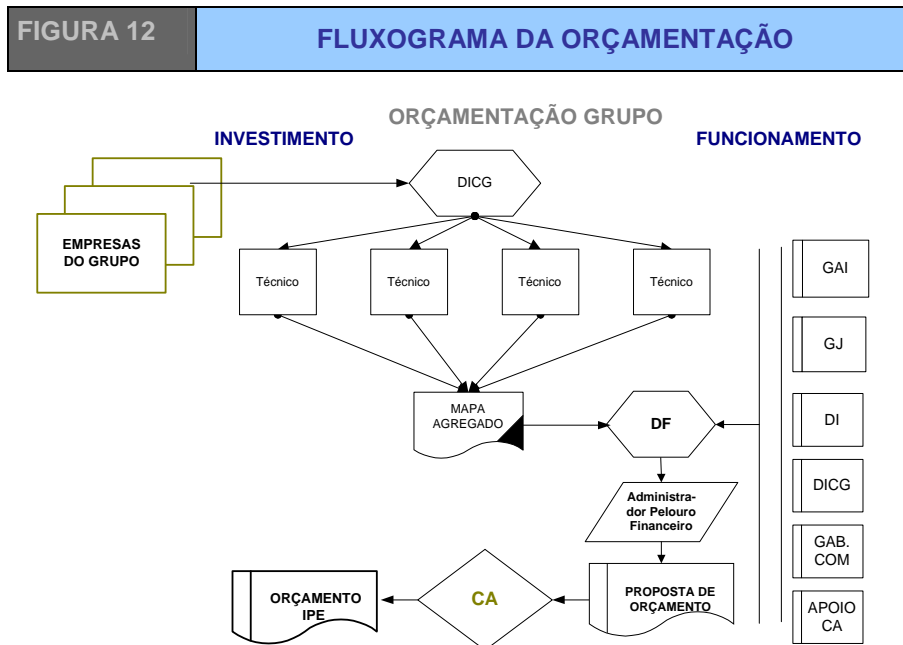 FIGURA 12
FLUXOGRAMA DA ORÇAMENTAÇÃO
ORÇAMENTAÇÃO GRUPO
INVESTIMENTO
FUNCIONAMENTO
DICG
EMPRESAS
DO GRUPO
Técnico
Técnico
Técnico
Técnico
GAI
GJ
MAPA
AGREGADO
DF
DI
DICG
Administra-
dor Pelouro
Financeiro
GAB.
COM
ORÇAMENTO
IPE
CA
PROPOSTA DE
ORÇAMENTO
APOIO
CA